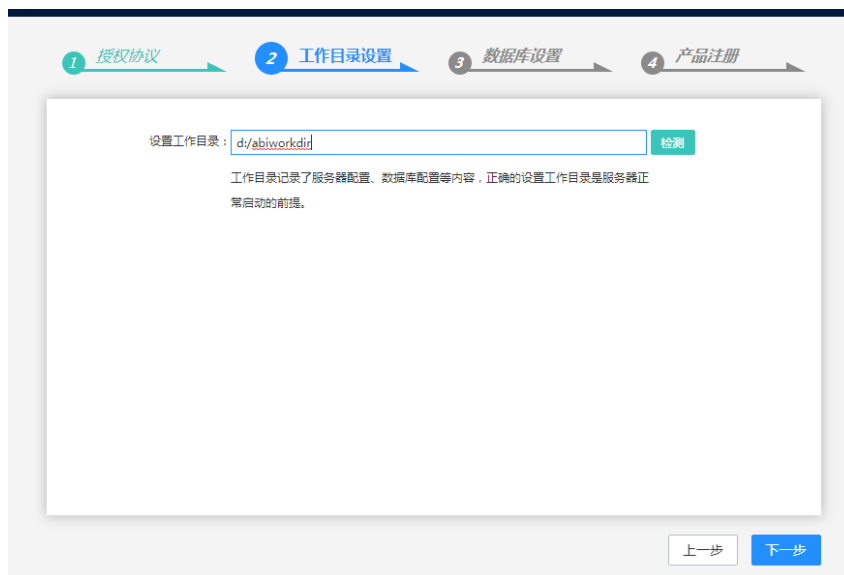 1 授权协议
2 工作目录设置
3 数据库设置
4 产品注册
设置工作目录： d:/abiworkdir 检测
工作目录记录了服务器配置、数据库配置等内容，正确的设置工作目录是服务器正
常启动的前提。
上一步 下一步